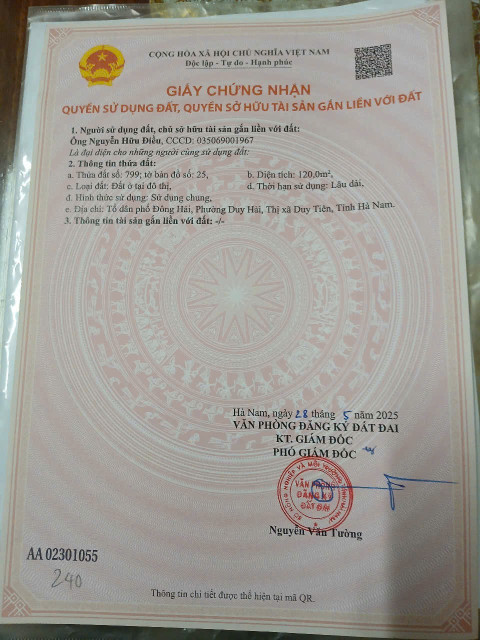 CỘNG HÒA XÃ HỘI CHỦ NGHĨA VIỆT NAM
Độc lập - Tự do - Hạnh phúc
GIẤY CHỨNG NHẬN
QUYỀN SỬ DỤNG ĐẤT, QUYỀN SỞ HỮU TÀI SẢN GẮN LIỀN VỚI ĐẤT
1. Người sử dụng đất, chủ sở hữu tài sản gắn liền với đất:
Ông Nguyễn Hữu Điều, CCCD: 035069001967
Là đại diện cho những người cùng sử dụng đất:
2. Thông tin thửa đất:
a. Thửa đất số: 799; tờ bản đồ số: 25,
b. Diện tích: 120,0m²,
c. Loại đất: Đất ở tại đô thị,
d. Thời hạn sử dụng: Lâu dài,
đ. Hình thức sử dụng: Sử dụng chung,
e. Địa chỉ: Tổ dân phố Đông Hải, Phường Duy Hải, Thị xã Duy Tiên, Tỉnh Hà Nam.
3. Thông tin tài sản gắn liền với đất: -/-
Hà Nam, ngày 28 tháng 5 năm 2025
VĂN PHÒNG ĐĂNG KÝ ĐẤT ĐAI
KT. GIÁM ĐỐC
PHÓ GIÁM ĐỐC
VĂN PHÒNG
ĐĂNG KÝ
ĐẤT ĐAI
Nguyễn Văn Tường
AA 02301055
240
Thông tin chi tiết được thể hiện tại mã QR.